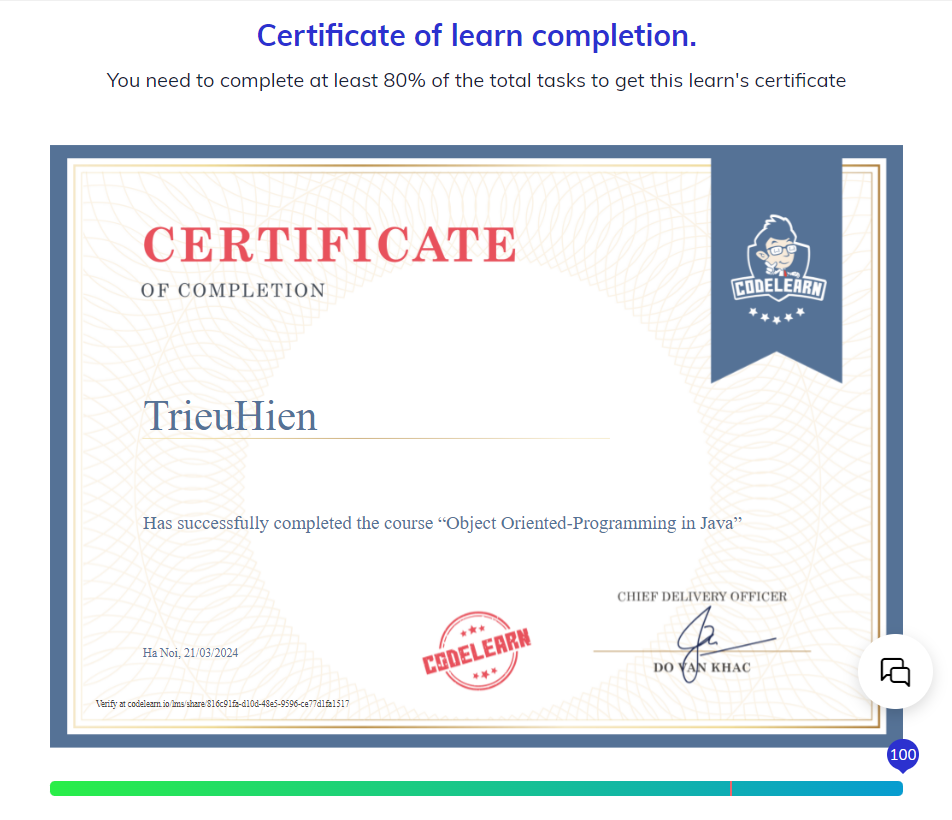 Certificate of learn completion.
You need to complete at least 80% of the total tasks to get this learn's certificate
CERTIFICATE
OF COMPLETION
CODELEARN
TrieuHien
Has successfully completed the course “Object Oriented-Programming in Java”
CHIEF DELIVERY OFFICER
CODELEARN
Ha Noi, 21/03/2024
DO VAN KHAC
Verify at codelearn.io/lms/share/816c91fa-d10d-48e5-9596-ce77d1fa1517
100